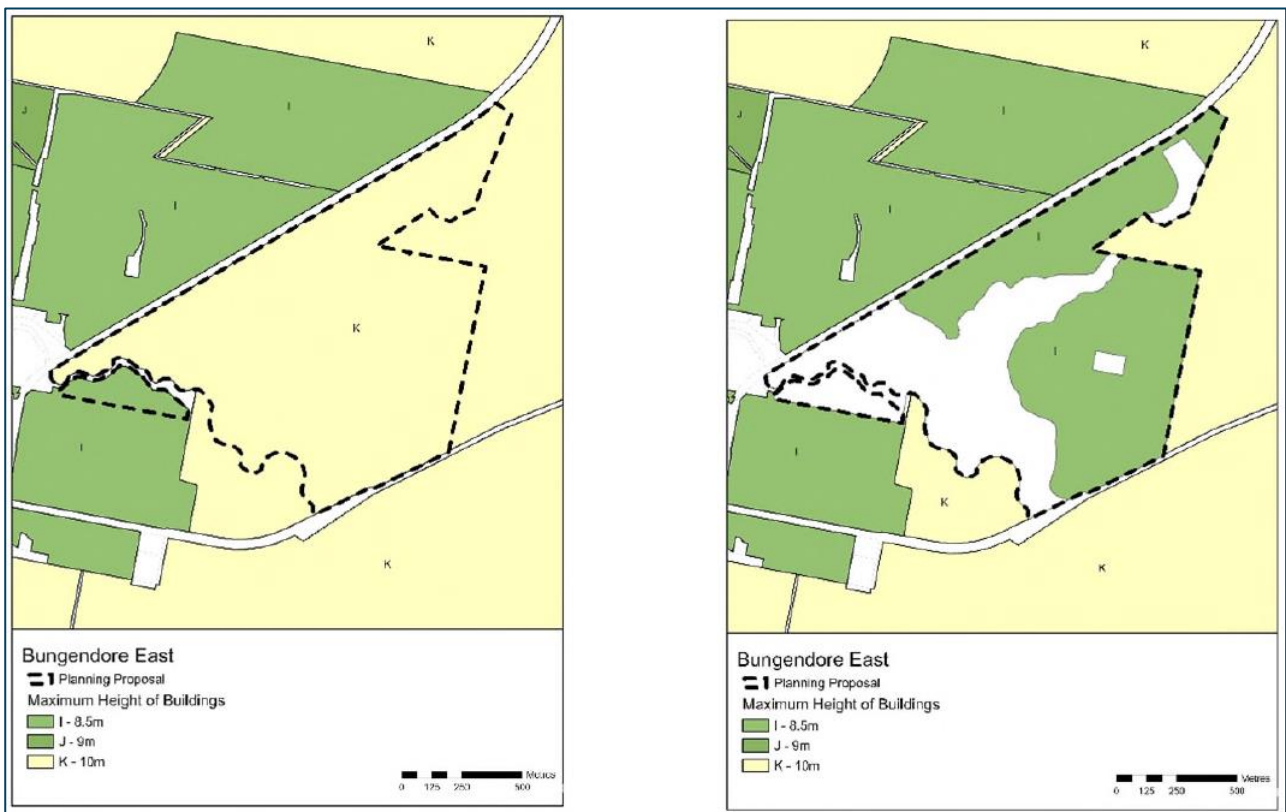 K
I
J
I
K
I
K
Bungendore East
Planning Proposal
Maximum Height of Buildings
I - 8.5m
J - 9m
K - 10m
Metres
0 125 250 500
K
I
J
I
I
I
I
K
K
Bungendore East
Planning Proposal
Maximum Height of Buildings
I - 8.5m
J - 9m
K - 10m
Metres
0 125 250 500